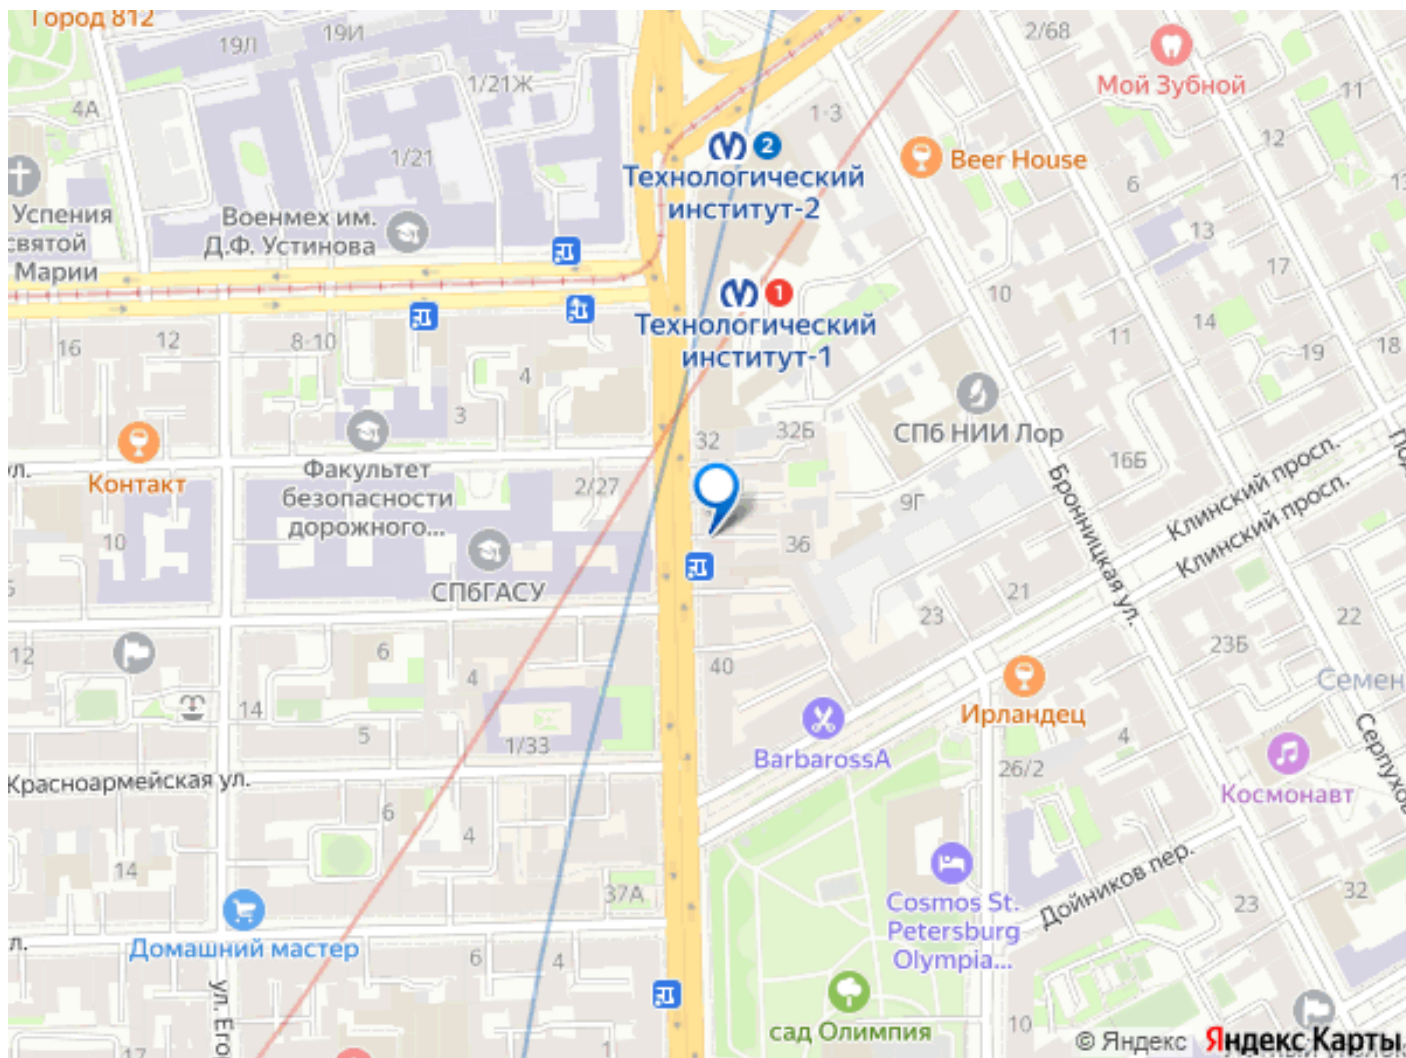 Город 812
19Л
19И
2/68
Мой Зубной
4А
1/21Ж
1-3
11
12
1/21
2
Технологический
институт-2
Beer House
6
Успения
святой
Марии
Военмех им.
Д.Ф. Устинова
13
17
1
Технологический
институт-1
10
14
11
19
18
16
12
8-10
4
3
32
32Б
СПб НИИ Лор
Контакт
Факультет
безопасности
дорожного...
2/27
16Б
Клинский просп.
Клинский просп.
9Г
Бронницкая ул.
10
36
СПбГАСУ
21
23
22
23Б
12
6
4
40
Ирландец
14
5
1/33
BarbarossA
4
26/2
Космонавт
Красноармейская ул.
6
4
14
37А
Cosmos St.
Petersburg
Olympia...
Дойников пер.
23
32
Домашний мастер
6
4
сад Олимпия
10
17
1
© Яндекс Яндекс Карты